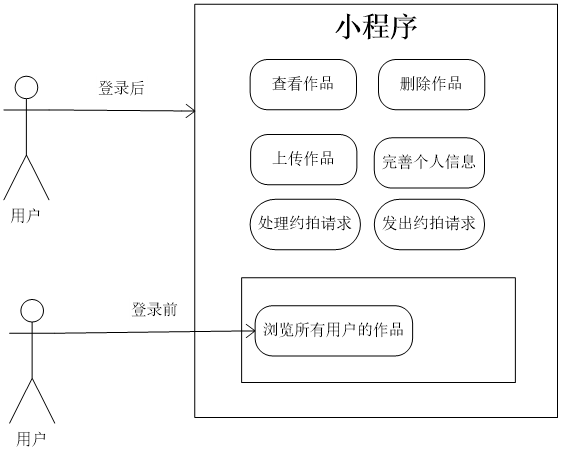 小程序
登录后
查看作品
删除作品
上传作品
完善个人信息
用户
处理约拍请求
发出约拍请求
登录前
浏览所有用户的作品
用户